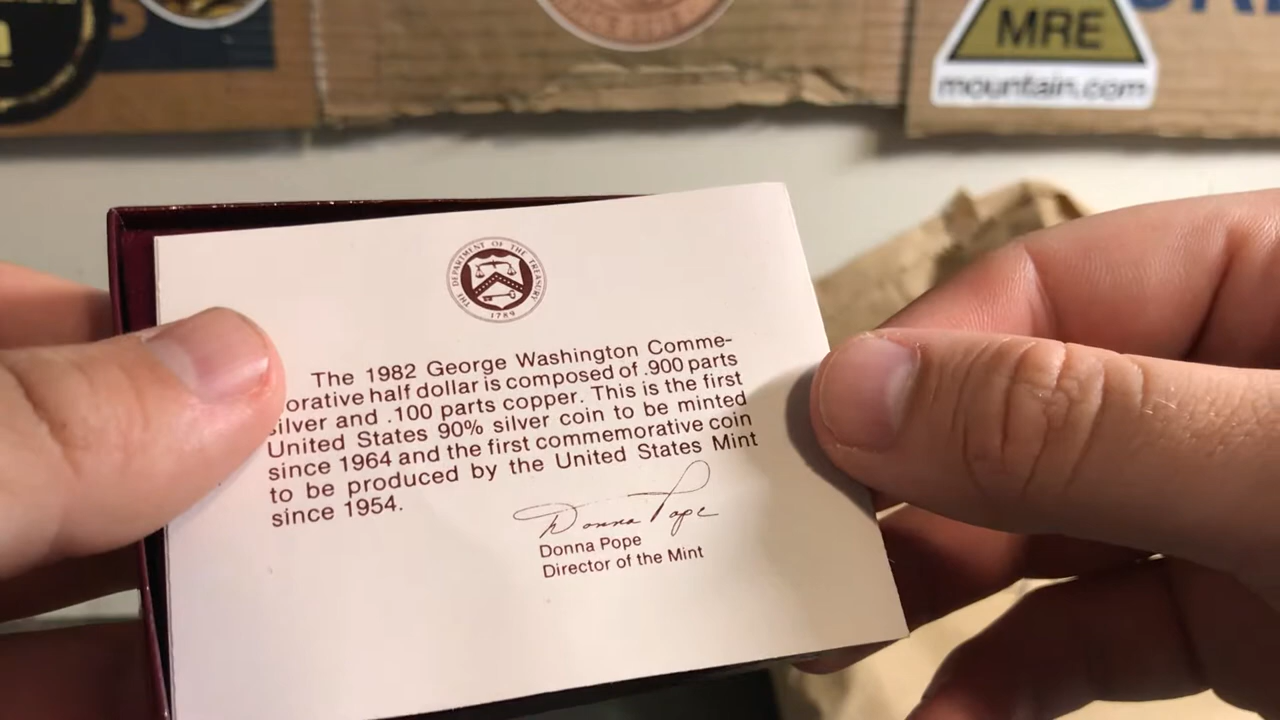 MRE
mountain.com
THE DEPARTMENT OF THE TREASURY
1789
The 1982 George Washington Comme-
orative half dollar is composed of .900 parts
silver and .100 parts copper. This is the first
United States 90% silver coin to be minted
since 1964 and the first commemorative coin
to be produced by the United States Mint
since 1954.
Donna Pope
Donna Pope
Director of the Mint